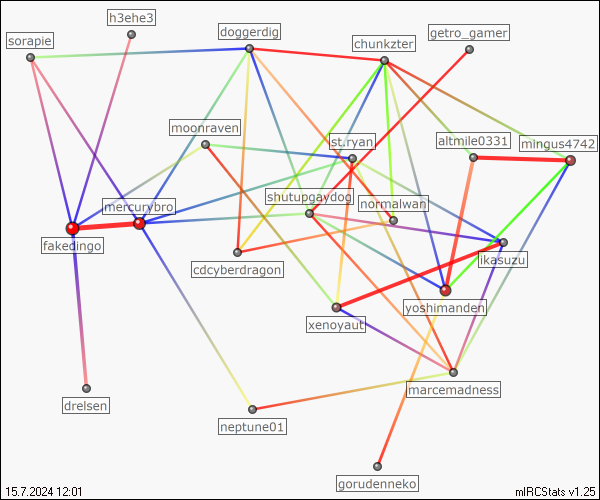 h3ehe3
doggerdig
getro_gamer
sorapie
chunkzter
moonraven
st.ryan
altmile0331
mingus4742
mercurybro
shutupgaydog
normalwan
fakedingo
cdcyberdragon
ikasuzu
yoshimanden
xenoyaut
marcemadness
drelsen
neptune01
gorudenneko
15.7.2024 12:01
mIRCStats v1.25